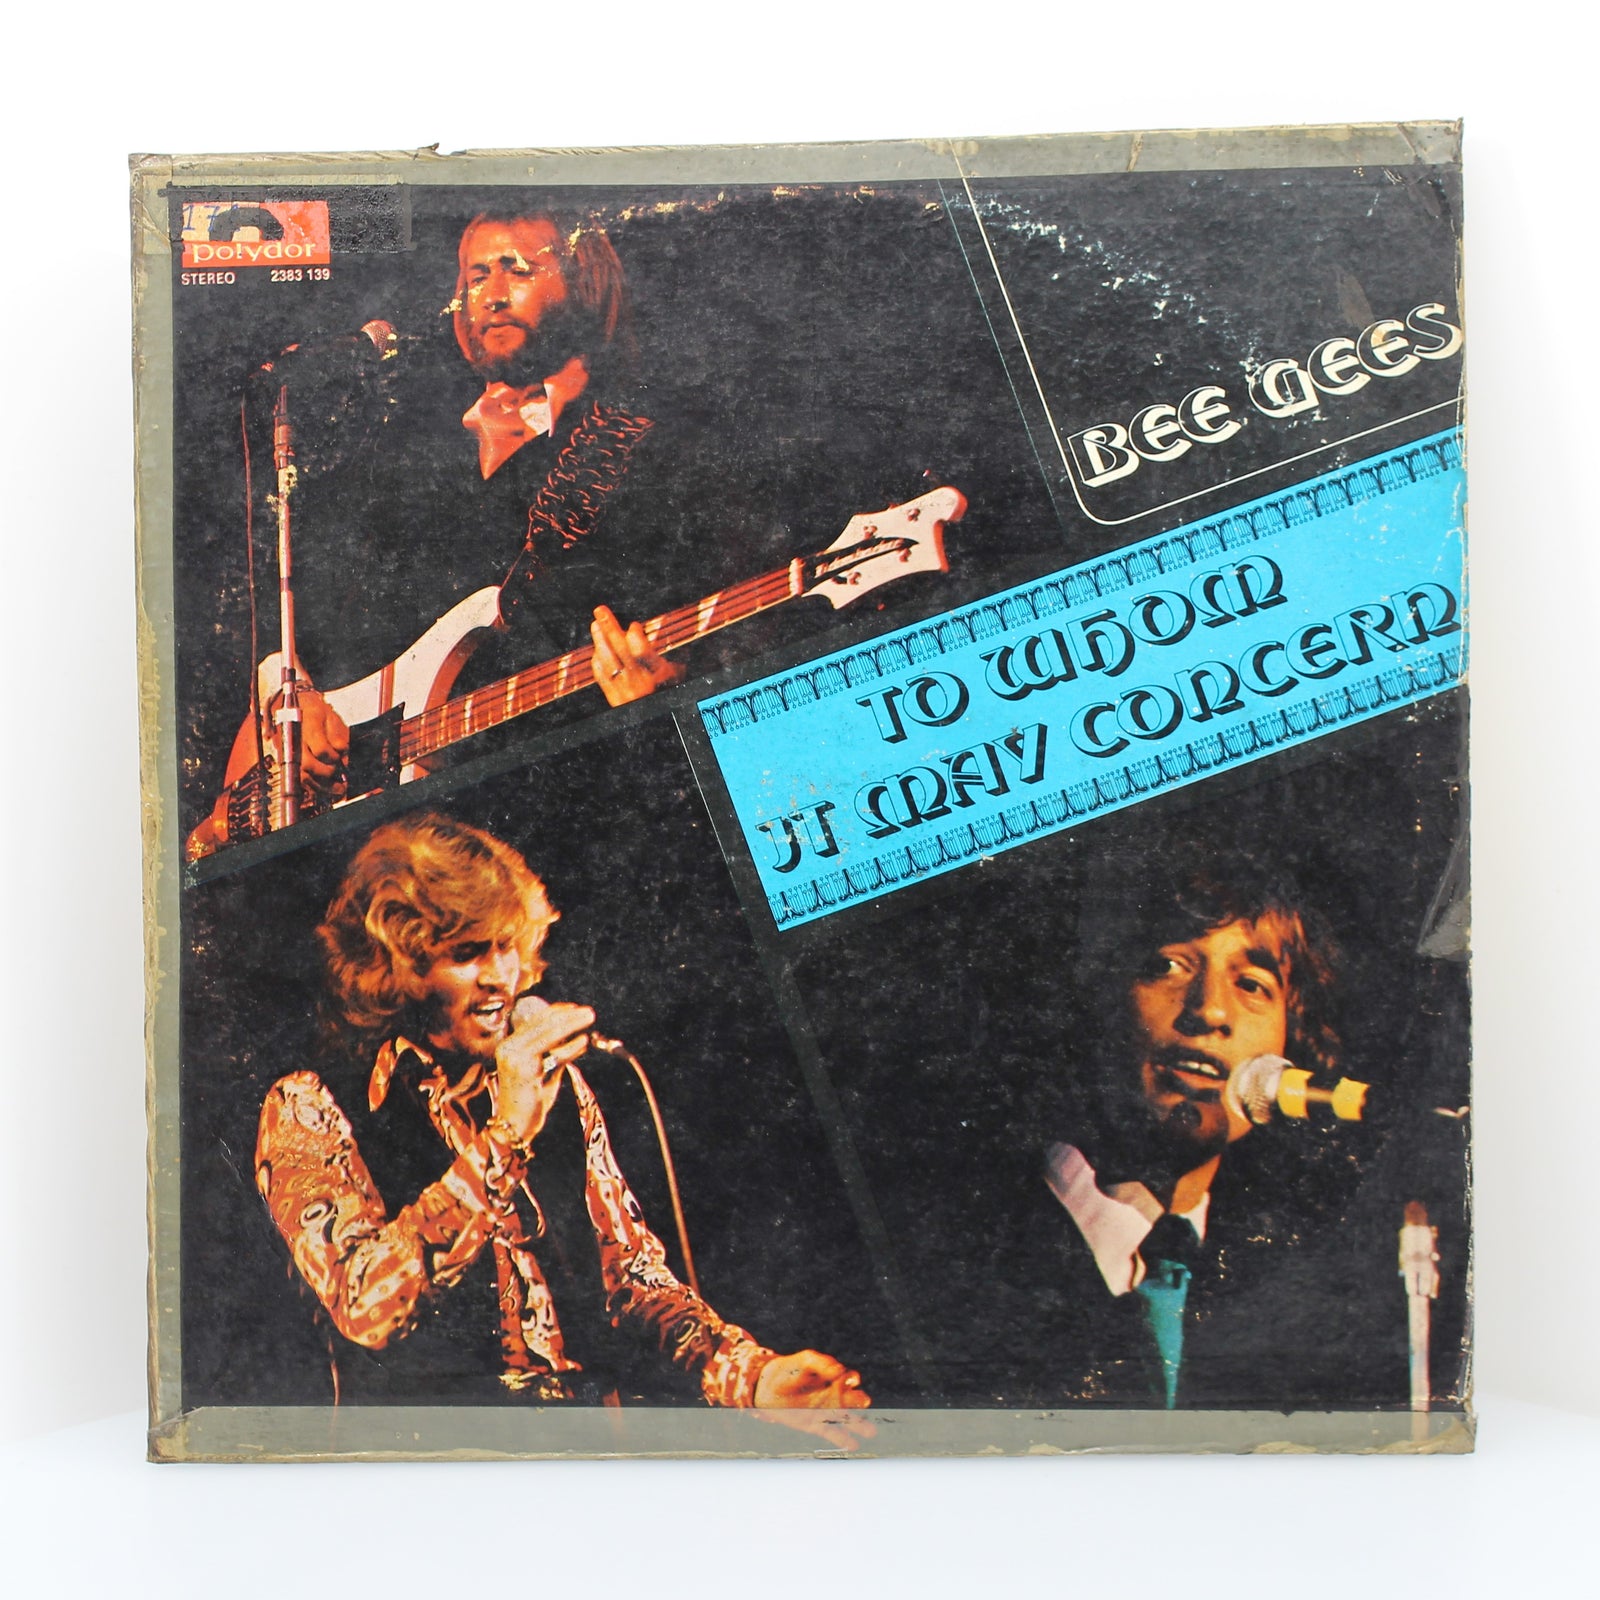 polydor
STEREO 2383 139
BEE GEES
TO WHOM
IT MAY CONCERN